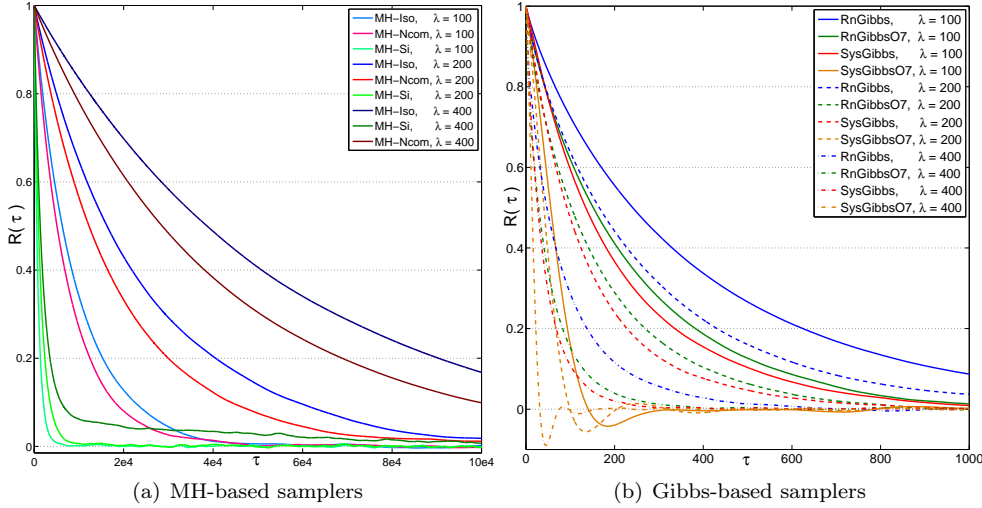 1
0.8
0.6
0.4
0.2
0
R(τ)
0
2e4
4e4
τ
6e4
8e4
10e4
MH−Iso, λ = 100
MH−Ncom, λ = 100
MH−Si, λ = 100
MH−Iso, λ = 200
MH−Ncom, λ = 200
MH−Si, λ = 200
MH−Iso, λ = 400
MH−Si, λ = 400
MH−Ncom, λ = 400
(a) MH-based samplers
1
0.8
0.6
0.4
0.2
0
R(τ)
0
200
400
τ
600
800
1000
RnGibbs, λ = 100
RnGibbsO7, λ = 100
SysGibbs, λ = 100
SysGibbsO7, λ = 100
RnGibbs, λ = 200
RnGibbsO7, λ = 200
SysGibbs, λ = 200
SysGibbsO7, λ = 200
RnGibbs, λ = 400
RnGibbsO7, λ = 400
SysGibbs, λ = 400
SysGibbsO7, λ = 400
(b) Gibbs-based samplers